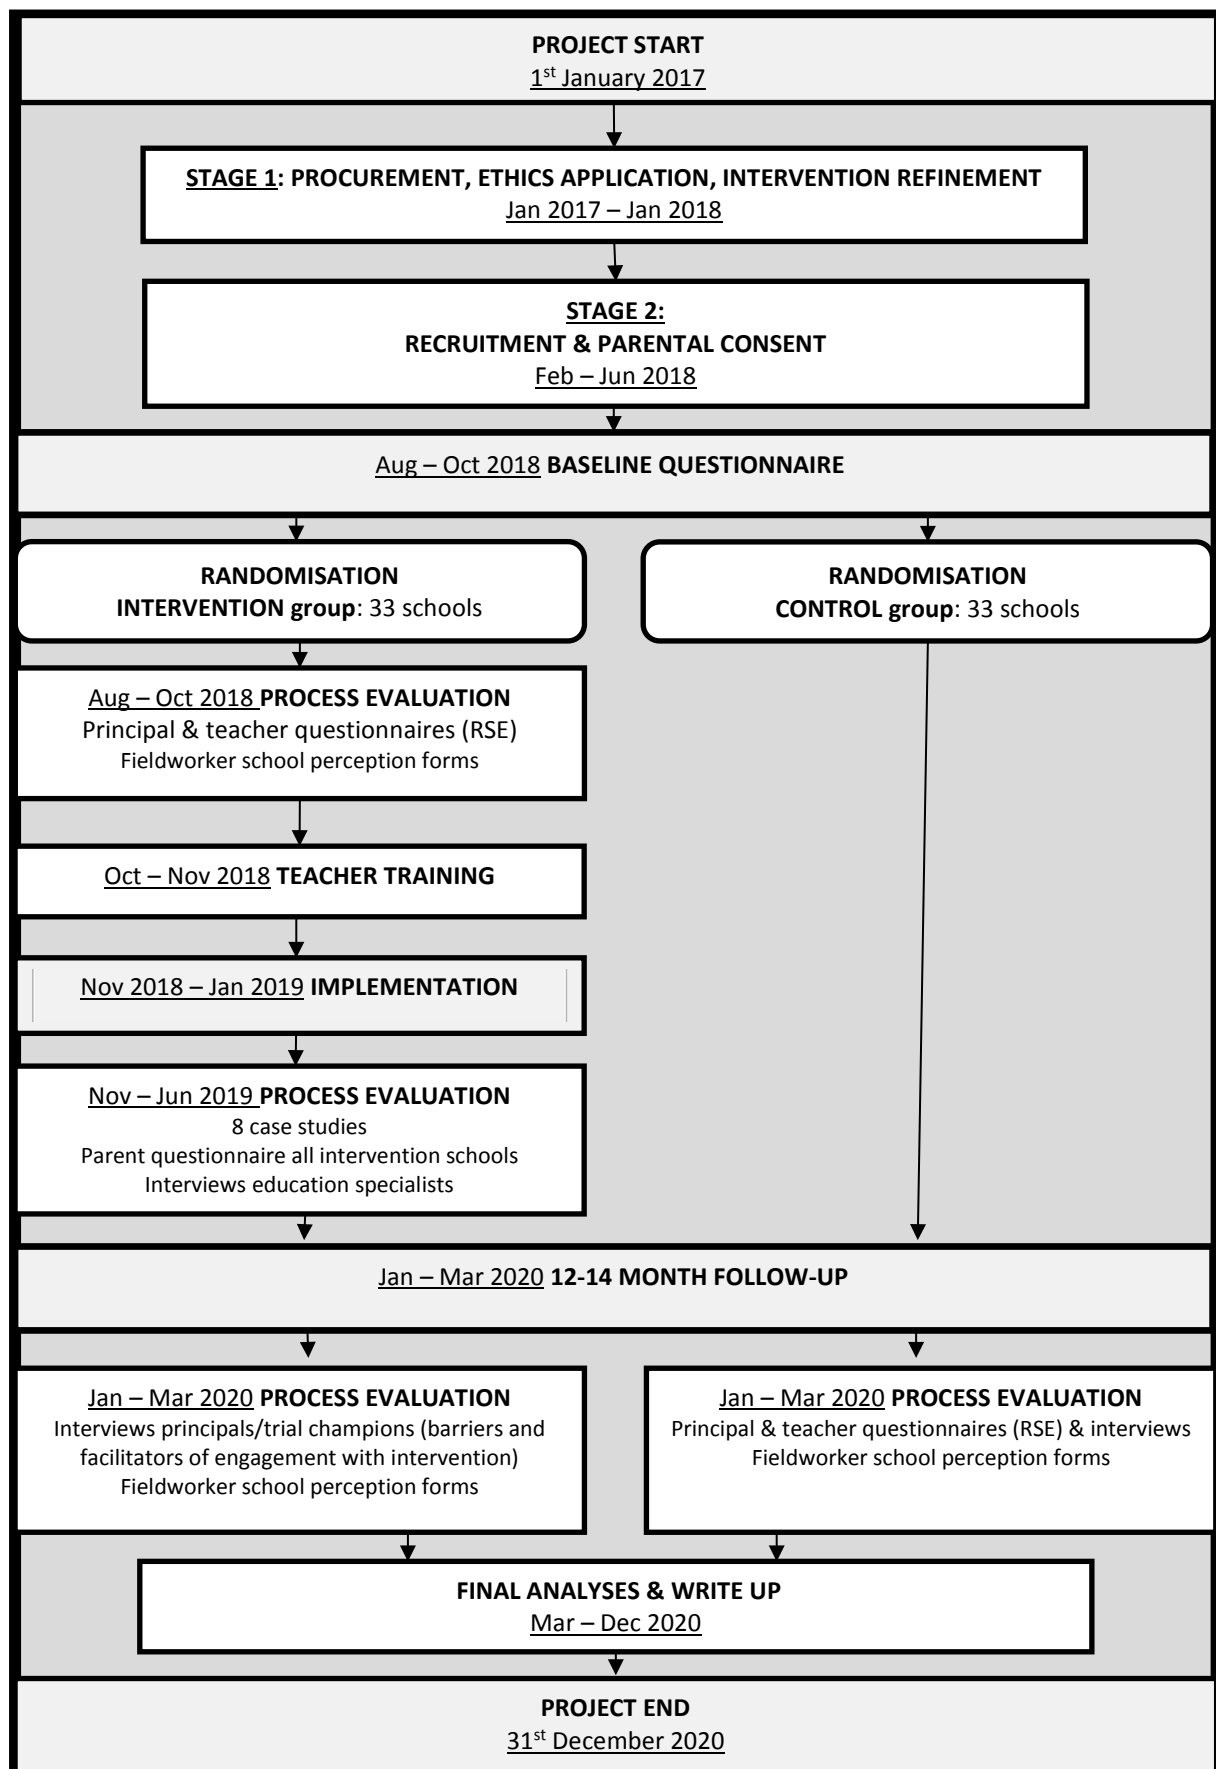 PROJECT START
1st January 2017
STAGE 1: PROCUREMENT, ETHICS APPLICATION, INTERVENTION REFINEMENT
Jan 2017 – Jan 2018
STAGE 2:
RECRUITMENT & PARENTAL CONSENT
Feb – Jun 2018
Aug – Oct 2018 BASELINE QUESTIONNAIRE
RANDOMISATION
INTERVENTION group: 33 schools
RANDOMISATION
CONTROL group: 33 schools
Aug – Oct 2018 PROCESS EVALUATION
Principal & teacher questionnaires (RSE)
Fieldworker school perception forms
Oct – Nov 2018 TEACHER TRAINING
Nov 2018 – Jan 2019 IMPLEMENTATION
Nov – Jun 2019 PROCESS EVALUATION
8 case studies
Parent questionnaire all intervention schools
Interviews education specialists
Jan – Mar 2020 12-14 MONTH FOLLOW-UP
Jan – Mar 2020 PROCESS EVALUATION
Interviews principals/trial champions (barriers and
facilitators of engagement with intervention)
Fieldworker school perception forms
Jan – Mar 2020 PROCESS EVALUATION
Principal & teacher questionnaires (RSE) & interviews
Fieldworker school perception forms
FINAL ANALYSES & WRITE UP
Mar – Dec 2020
PROJECT END
31st December 2020